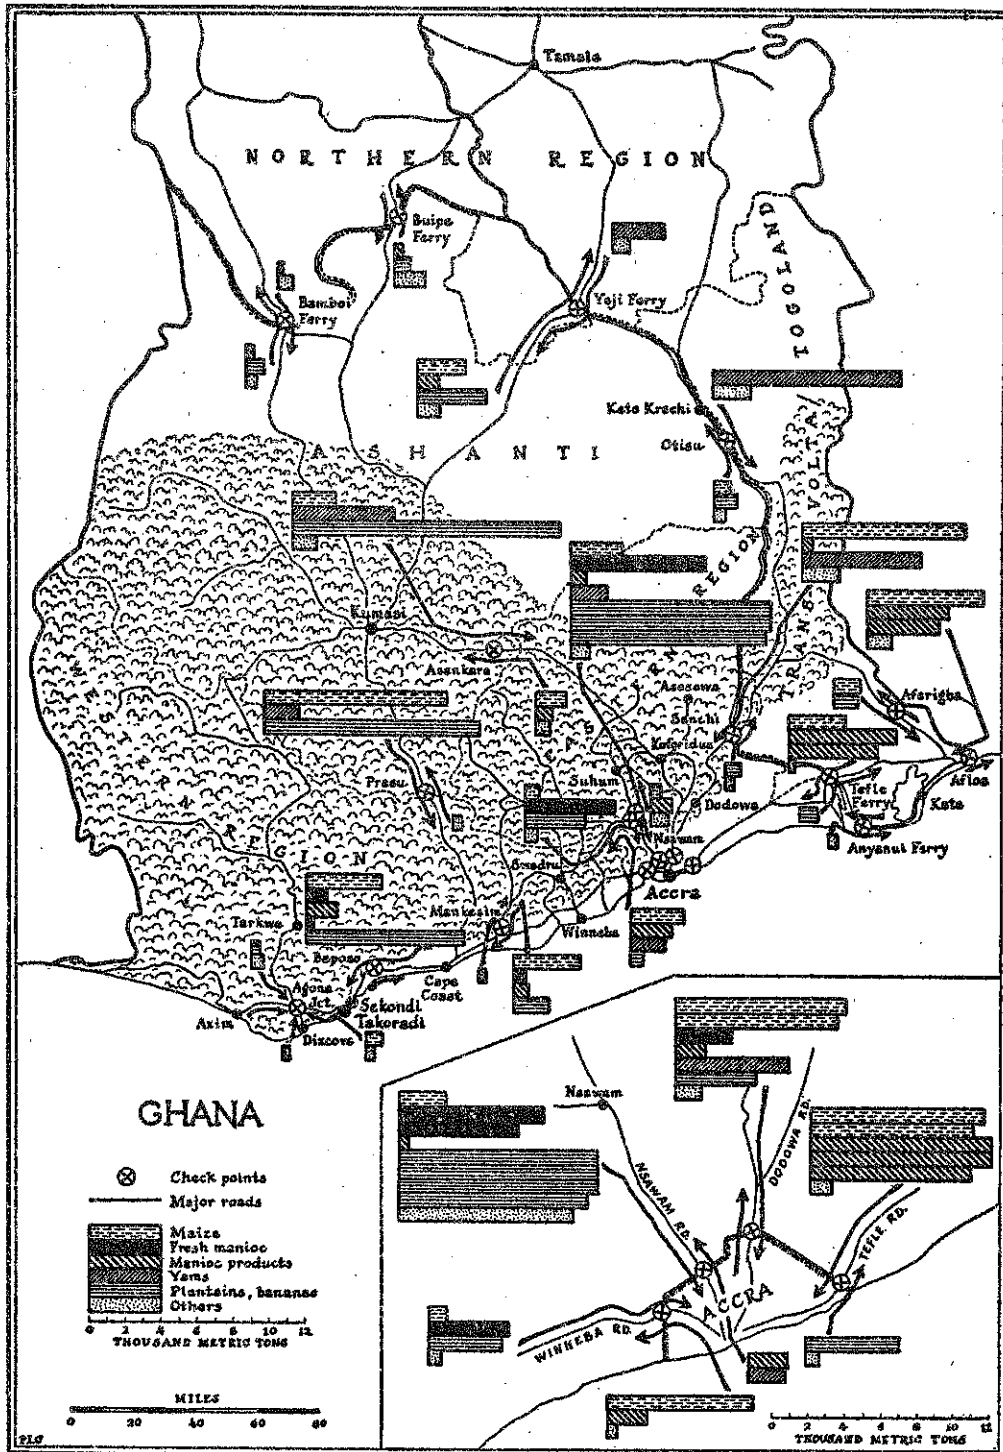 Tamale
NORTHERN REGION
Buipe
Ferry
TOGOLAND
Bamboi
Ferry
Yeji Ferry
Kete Krachi
Otisu
ASHANTI
TRANS VOLTA
EASTERN REGION
Kumasi
Asankare
Asesewa
Senchi
Koforidua
Aferigba
WESTERN REGION
Prasu
Suhum
Dodowa
Tefle
Ferry
Aflao
Keta
Anyanui Ferry
Nsawam
Swedru
Accra
Tarkwa
Mankesim
Winneba
Beposo
Cape
Coast
Agona
Jct.
Sekondi
Takoradi
Axim
Dixcove
GHANA
Check points
Major roads
Maize
Fresh manioc
Manioc products
Yams
Plantains, bananas
Others
0 2 4 6 8 10 12
THOUSAND METRIC TONS
MILES
0 20 40 60 80
PLG
Nsawam
NSAWAM RD.
DODOWA RD.
TEFLE RD.
ACCRA
WINNEBA RD.
0 2 4 6 8 10 12
THOUSAND METRIC TONS